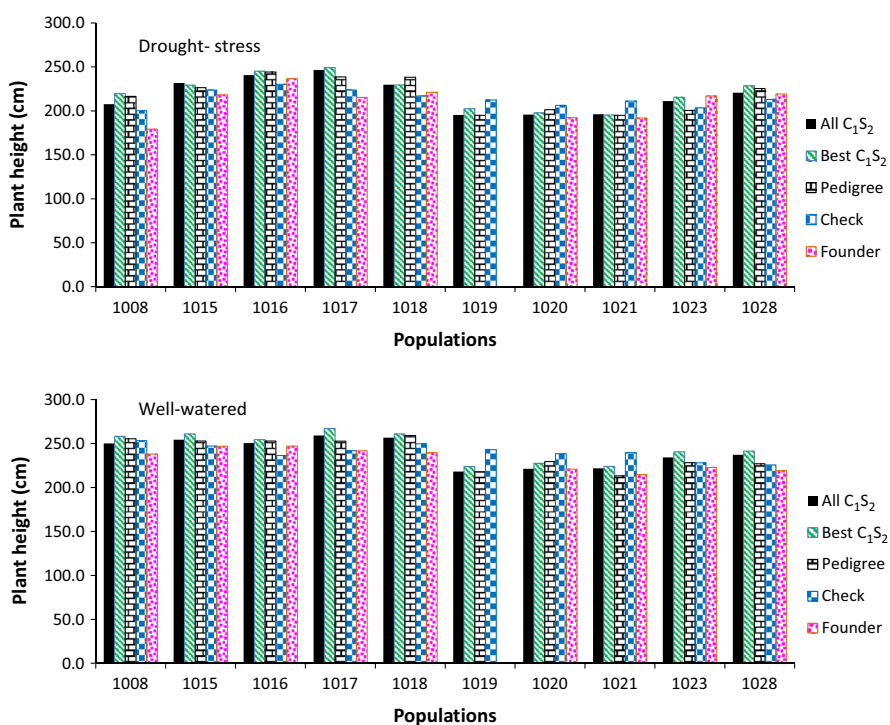 300.0
250.0
200.0
150.0
100.0
50.0
0.0
Plant height (cm)
Drought- stress
1008 1015 1016 1017 1018 1019 1020 1021 1023 1028
Populations
All C₁S₂
Best C₁S₂
Pedigree
Check
Founder
300.0
250.0
200.0
150.0
100.0
50.0
0.0
Plant height (cm)
Well-watered
1008 1015 1016 1017 1018 1019 1020 1021 1023 1028
Populations
All C₁S₂
Best C₁S₂
Pedigree
Check
Founder